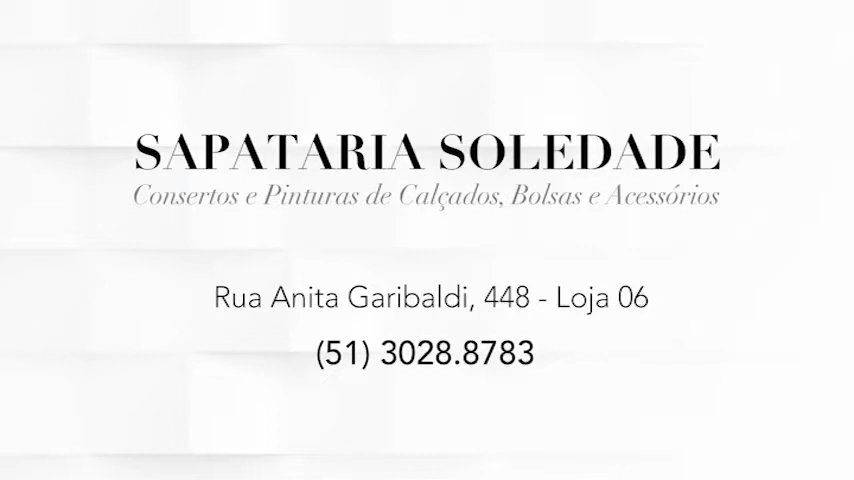 SAPATARIA SOLEDADE
Consertos e Pinturas de Calçados, Bolsas e Acessórios
Rua Anita Garibaldi, 448 - Loja 06
(51) 3028.8783